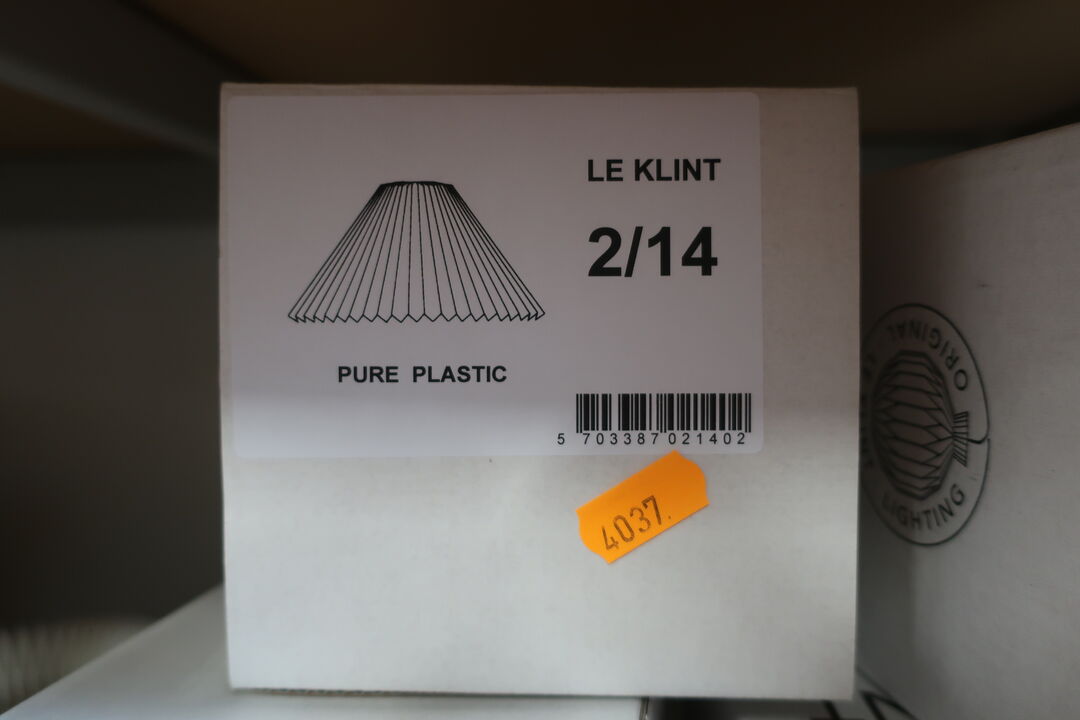 LE KLINT
2/14
PURE PLASTIC
5 703387 021402
4037.
ORIGINAL
LIGHTING